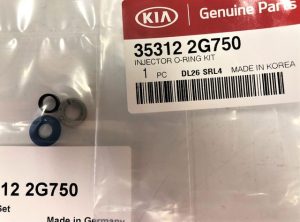 KIA Genuine Parts
35312 2G750
INJECTOR O-RING KIT
1 PC DL26 SRL4 MADE IN KOREA
12 2G750
Set
Made in Germany